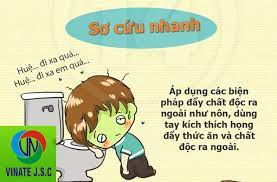 Sơ cứu nhanh
Huệ... đi xa quá...
Huệ... đi xa em quá...
Áp dụng các biện
pháp đẩy chất độc ra
ngoài như nôn, dùng
tay kích thích họng
đẩy thức ăn và chất
độc ra ngoài.
VINATE J.S.C